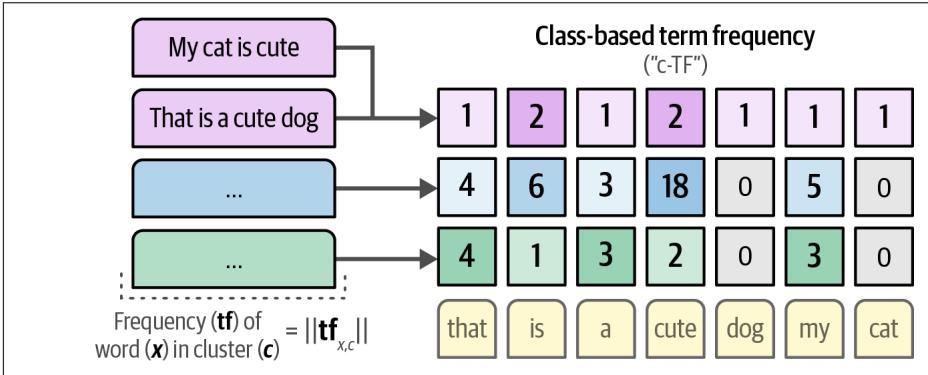 My cat is cute
Class-based term frequency
("c-TF")
That is a cute dog
1 2 1 2 1 1 1
...
4 6 3 18 0 5 0
...
4 1 3 2 0 3 0
that is a cute dog my cat
Frequency (tf) of
word (x) in cluster (c)
= ||tf x,c||